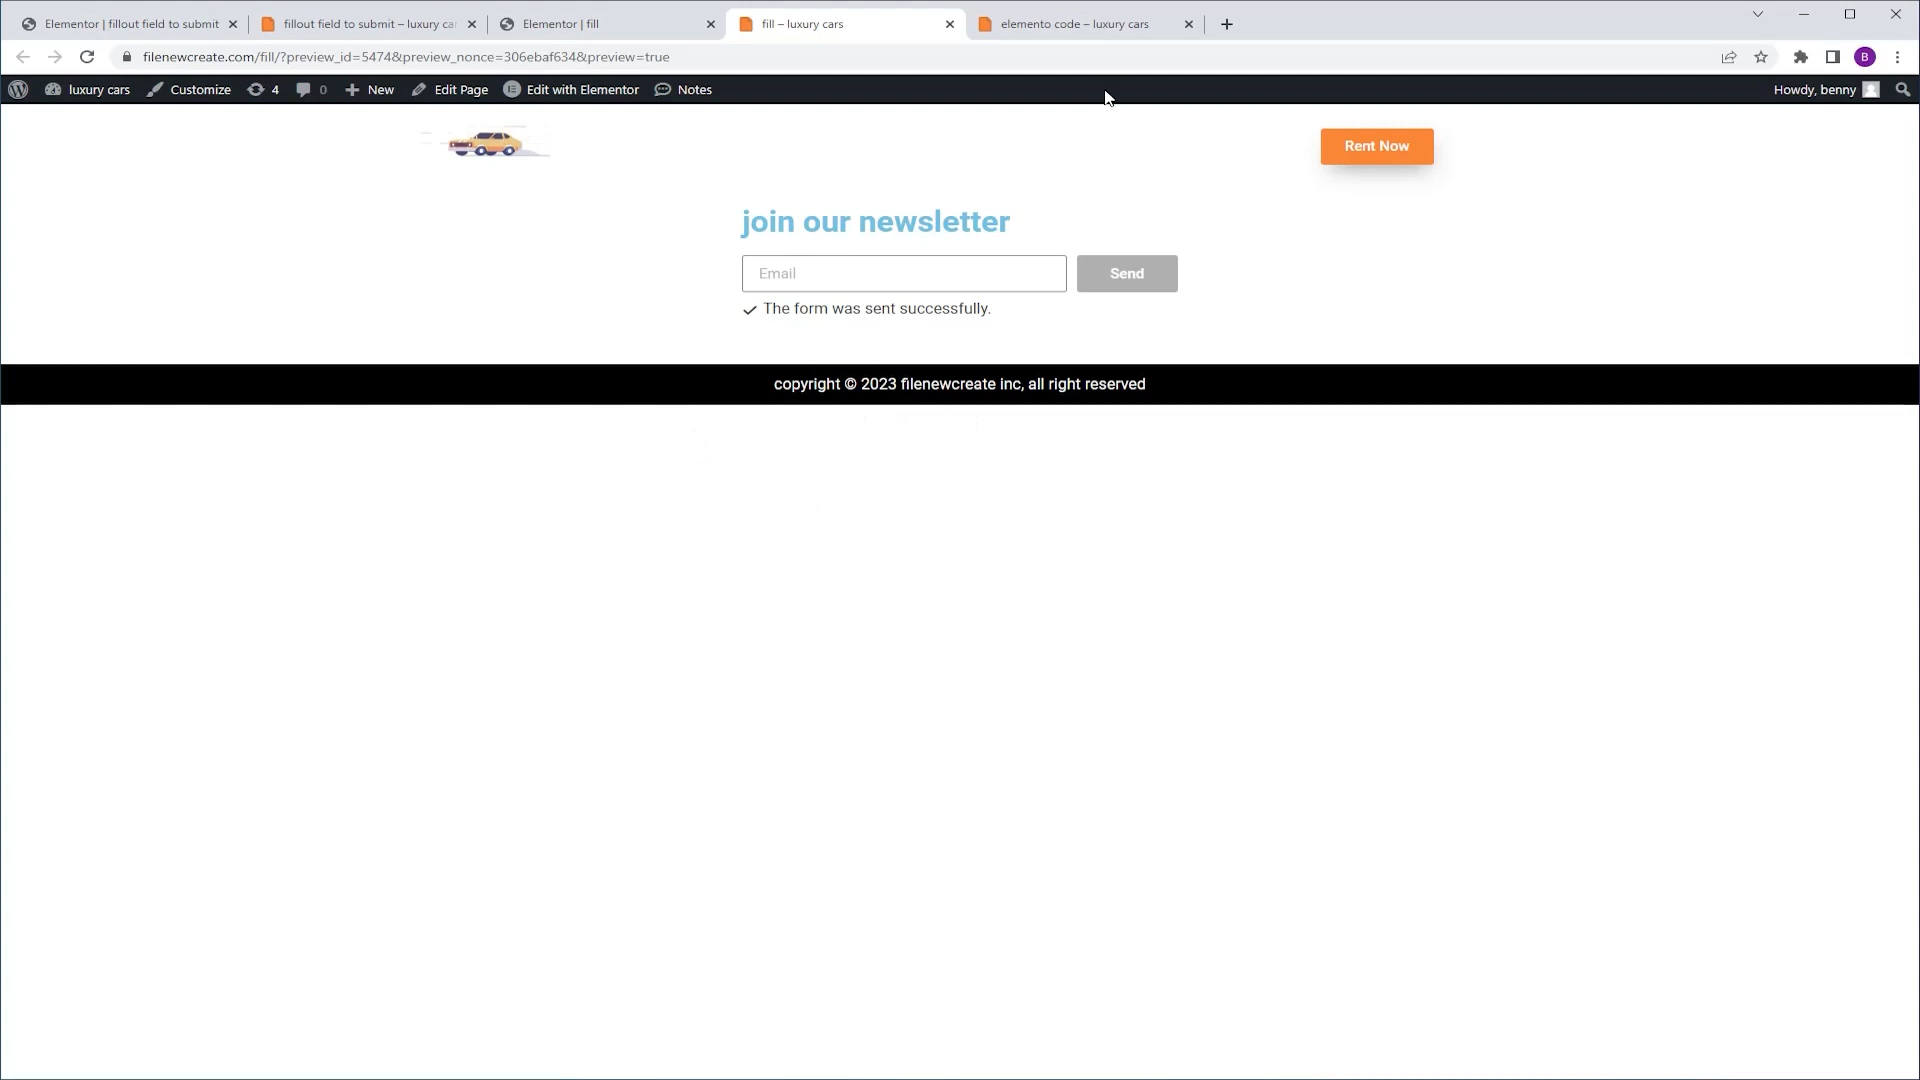 Elementor | fillout field to submit
fillout field to submit – luxury ca
Elementor | fill
fill – luxury cars
elemento code – luxury cars
filenewcreate.com/fill/?preview_id=5474&preview_nonce=306ebaf634&preview=true
B
luxury cars
Customize
4
0
New
Edit Page
Edit with Elementor
Notes
Howdy, benny
Rent Now
join our newsletter
Email
Send
The form was sent successfully.
copyright © 2023 filenewcreate inc, all right reserved